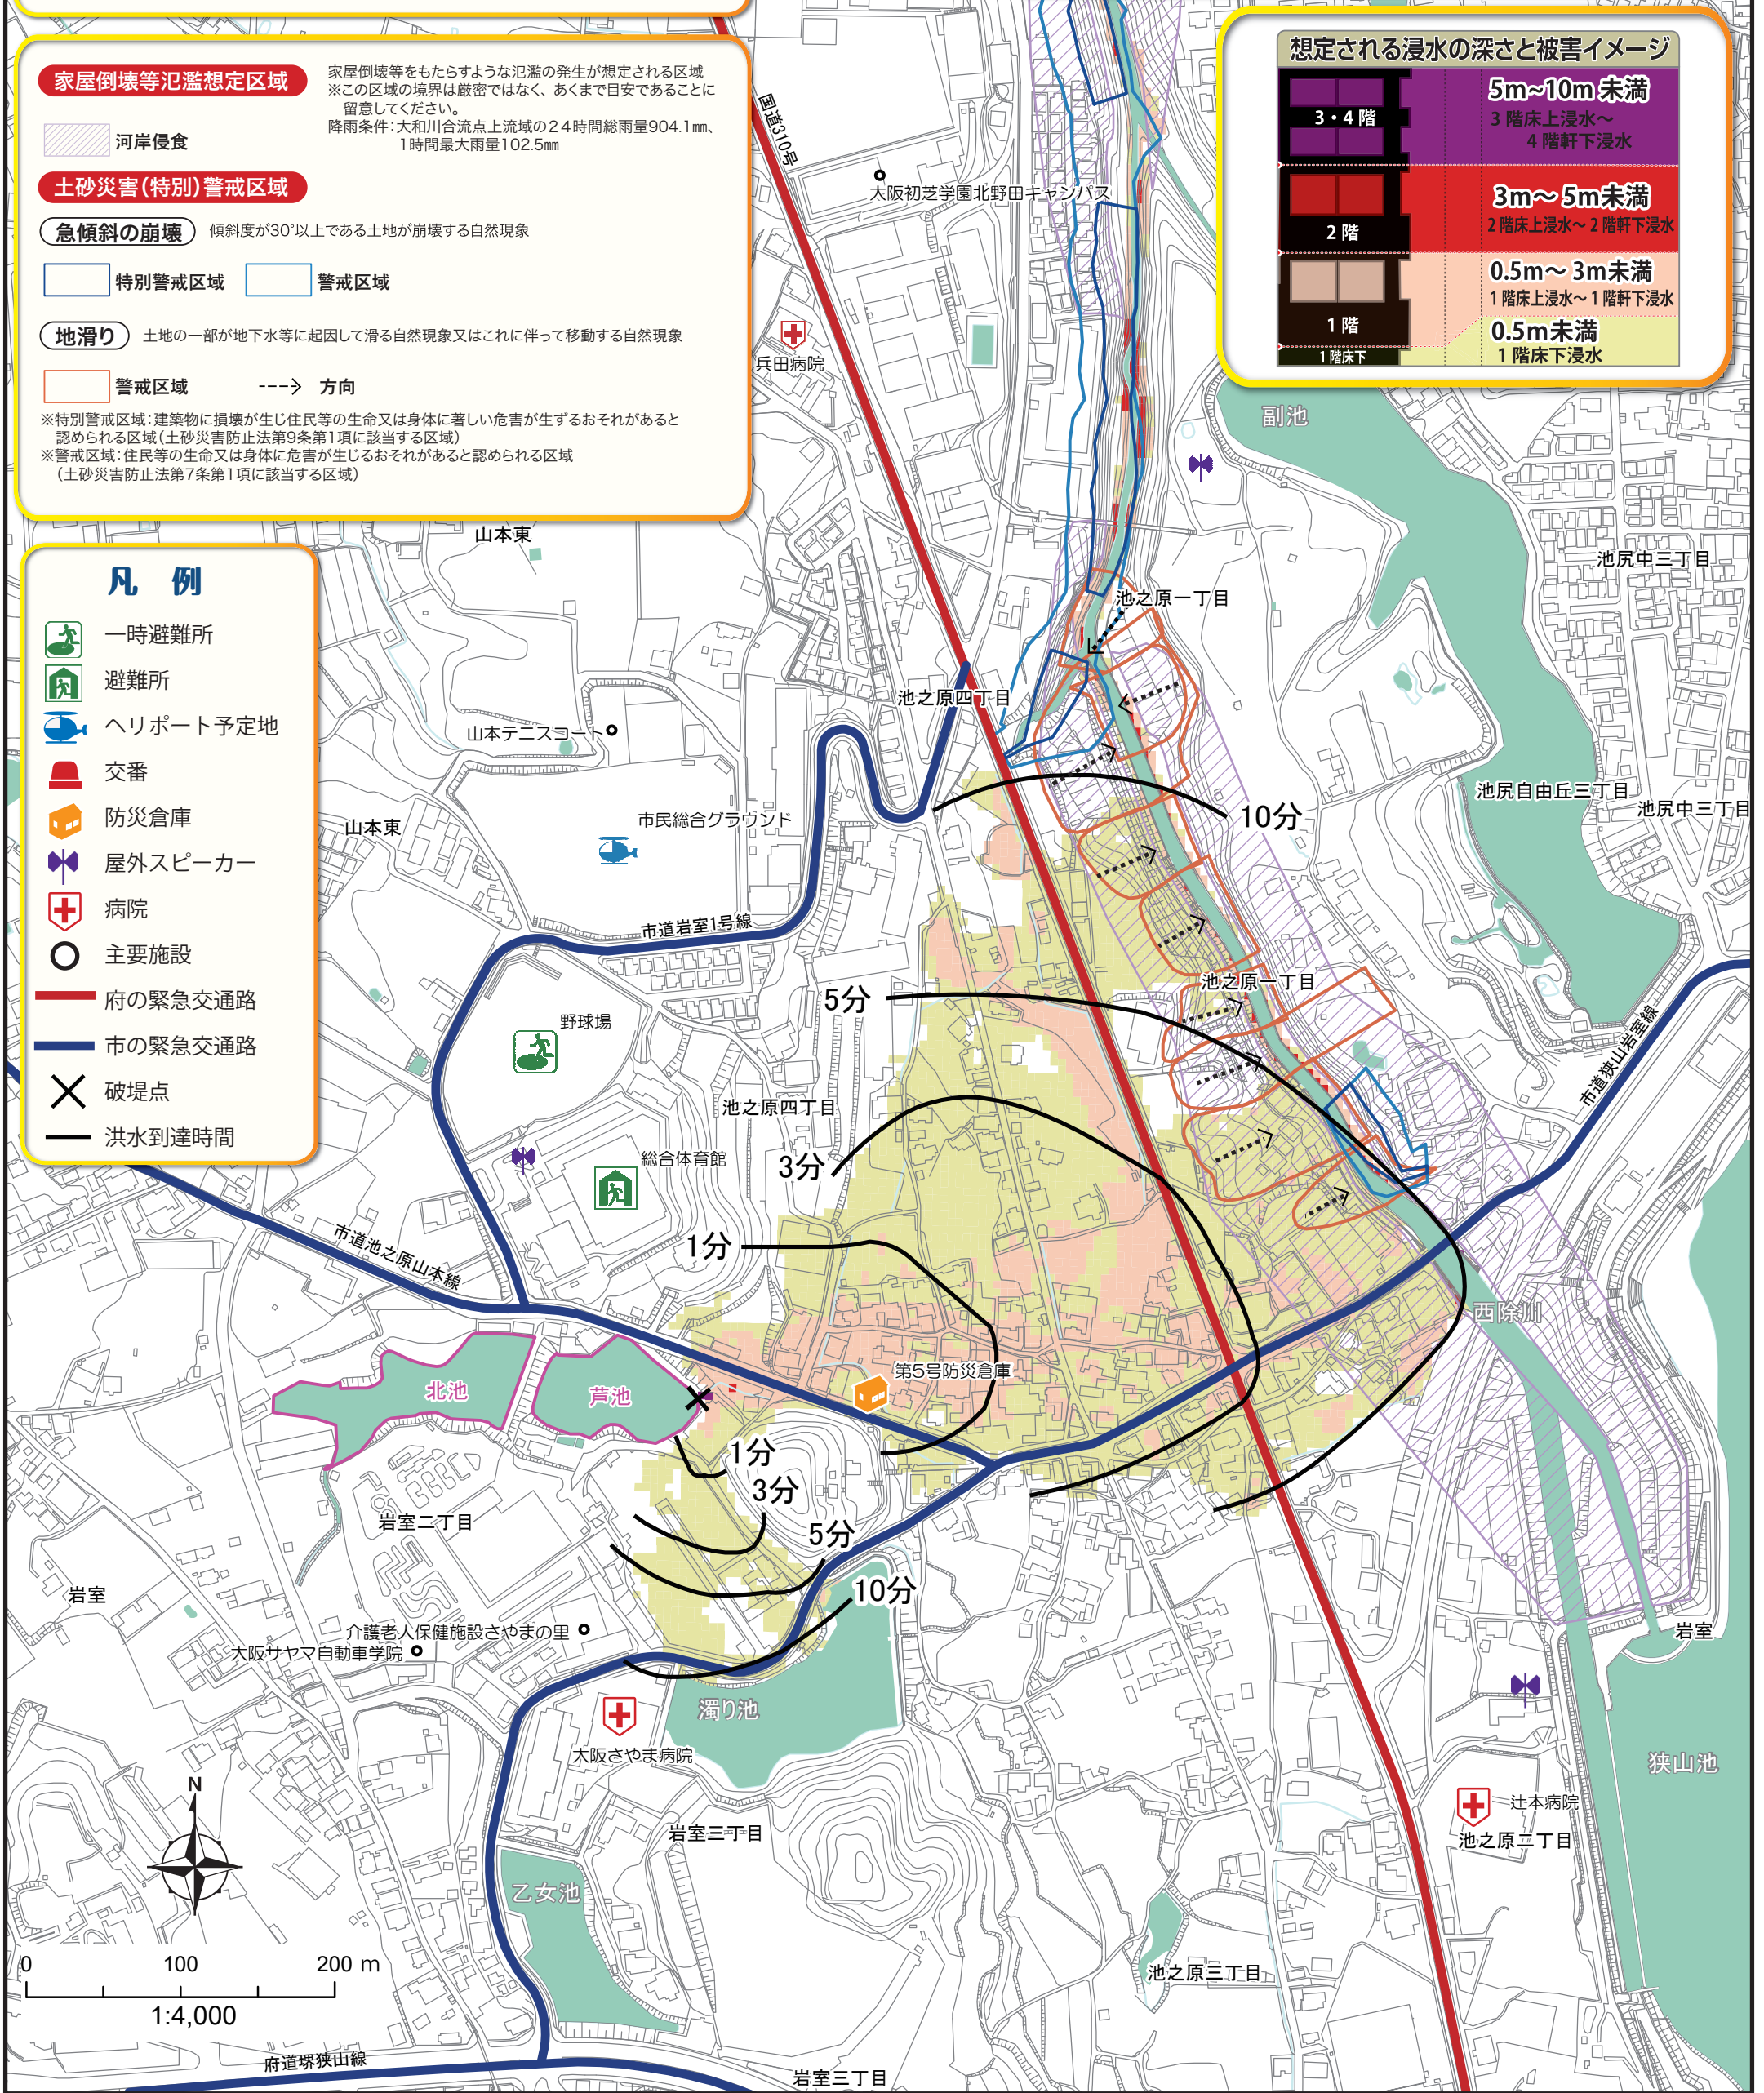 家屋倒壊等氾濫想定区域
家屋倒壊等をもたらすような氾濫の発生が想定される区域
※この区域の境界は厳密ではなく、あくまで目安であることに
留意してください。
降雨条件:大和川合流点上流域の24時間総雨量904.1㎜、
1時間最大雨量102.5㎜
河岸侵食
土砂災害(特別)警戒区域
急傾斜の崩壊
傾斜度が30°以上である土地が崩壊する自然現象
特別警戒区域
警戒区域
地滑り
土地の一部が地下水等に起因して滑る自然現象又はこれに伴って移動する自然現象
警戒区域
方向
※特別警戒区域:建築物に損壊が生じ住民等の生命又は身体に著しい危害が生ずるおそれがあると
認められる区域(土砂災害防止法第9条第1項に該当する区域)
※警戒区域:住民等の生命又は身体に危害が生じるおそれがあると認められる区域
(土砂災害防止法第7条第1項に該当する区域)
想定される浸水の深さと被害イメージ
3・4階
5m~10m 未満
3階床上浸水～
4階軒下浸水
2階
3m～ 5m未満
2階床上浸水～2階軒下浸水
1階
0.5m～ 3m未満
1階床上浸水～1階軒下浸水
1階床下
0.5m未満
1階床下浸水
凡 例
一時避難所
避難所
ヘリポート予定地
交番
防災倉庫
屋外スピーカー
病院
主要施設
府の緊急交通路
市の緊急交通路
破堤点
洪水到達時間
国道310号
大阪初芝学園北野田キャンパス
兵田病院
副池
山本東
池尻中三丁目
池之原一丁目
池之原四丁目
山本テニスコート
池尻自由丘三丁目
池尻中三丁目
山本東
市民総合グラウンド
10分
市道岩室1号線
池之原一丁目
5分
野球場
市道狭山岩室線
池之原四丁目
総合体育館
3分
1分
市道池之原山本線
西除川
北池
芦池
第5号防災倉庫
1分
3分
5分
10分
岩室二丁目
岩室
介護老人保健施設さやまの里
大阪サヤマ自動車学院
岩室
濁り池
大阪さやま病院
狭山池
N
辻本病院
池之原二丁目
岩室三丁目
乙女池
池之原三丁目
0 100 200 m
1:4,000
府道堺狭山線
岩室三丁目